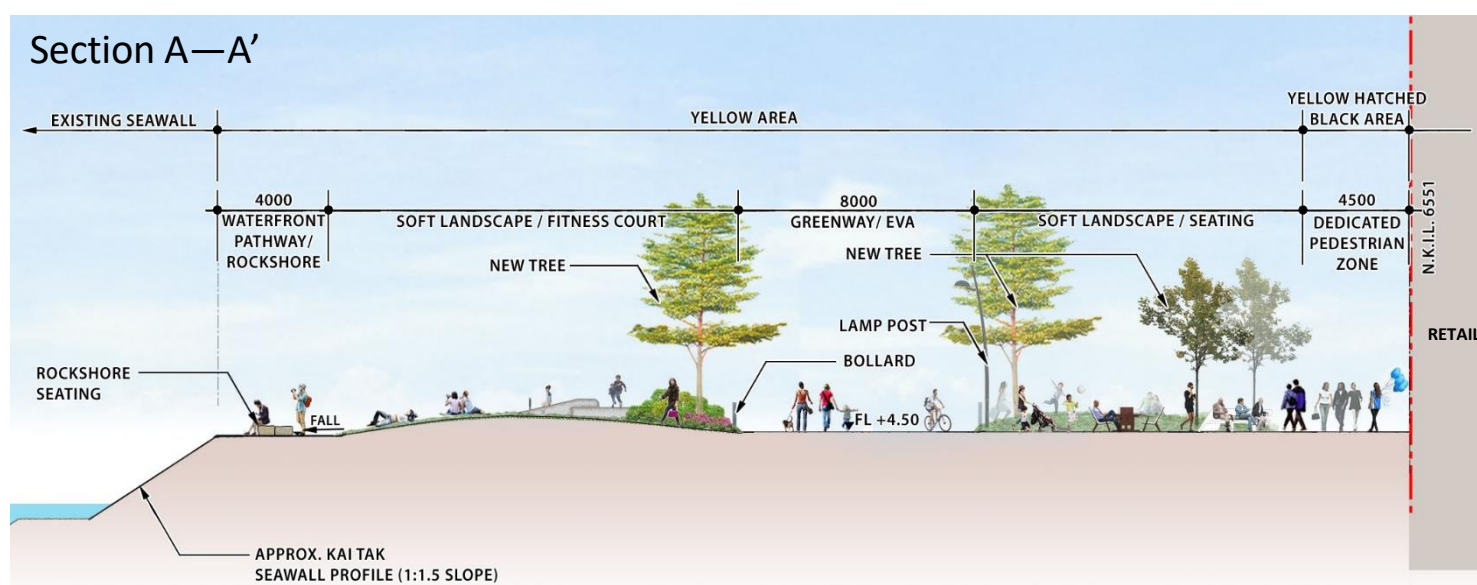 Section A—A'
EXISTING SEAWALL
YELLOW AREA
YELLOW HATCHED
BLACK AREA
4000
WATERFRONT
PATHWAY/
ROCKSHORE
SOFT LANDSCAPE / FITNESS COURT
8000
GREENWAY/ EVA
SOFT LANDSCAPE / SEATING
4500
DEDICATED
PEDESTRIAN
ZONE
N.K.I.L. 6551
NEW TREE
NEW TREE
LAMP POST
BOLLARD
RETAIL
ROCKSHORE
SEATING
FALL
FL +4.50
APPROX. KAI TAK
SEAWALL PROFILE (1:1.5 SLOPE)